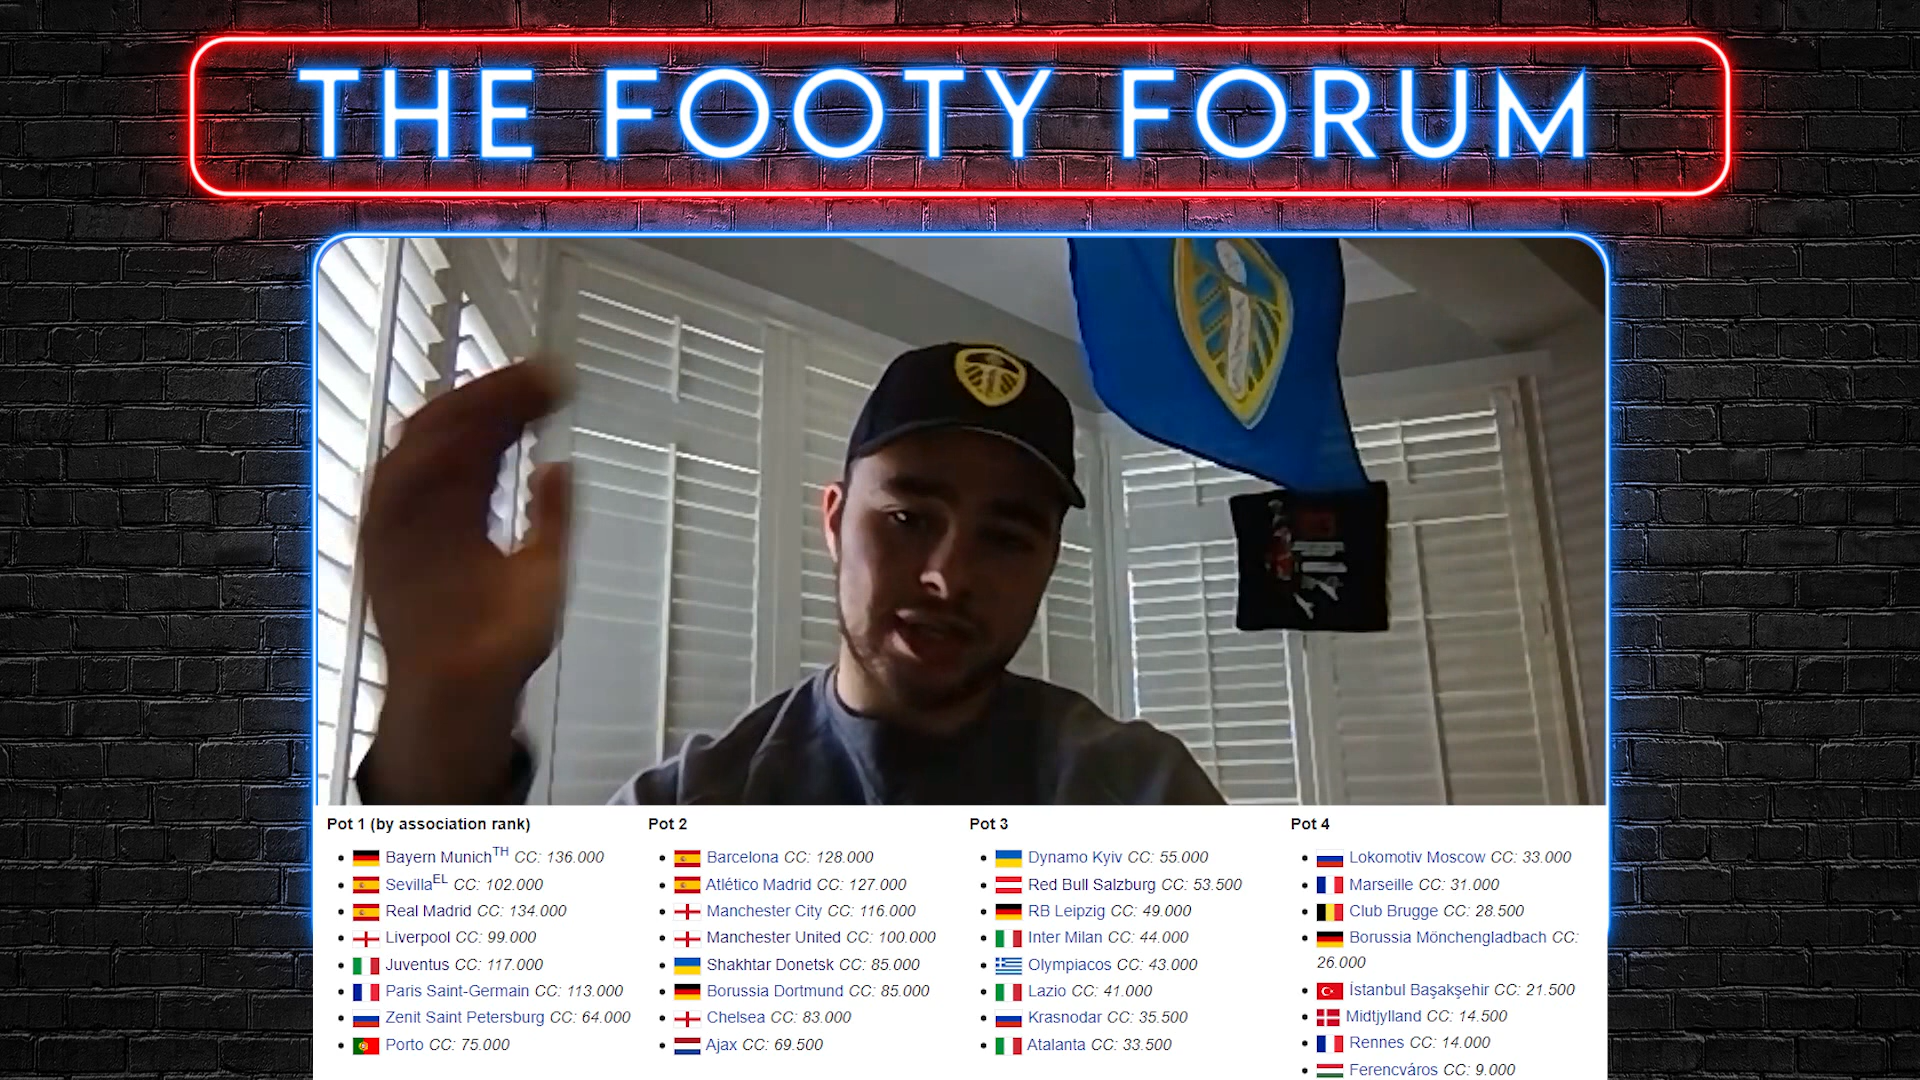 THE FOOTY FORUM
Pot 1 (by association rank)
Bayern MunichTH CC: 136.000
SevillaEL CC: 102.000
Real Madrid CC: 134.000
Liverpool CC: 99.000
Juventus CC: 117.000
Paris Saint-Germain CC: 113.000
Zenit Saint Petersburg CC: 64.000
Porto CC: 75.000
Pot 2
Barcelona CC: 128.000
Atlético Madrid CC: 127.000
Manchester City CC: 116.000
Manchester United CC: 100.000
Shakhtar Donetsk CC: 85.000
Borussia Dortmund CC: 85.000
Chelsea CC: 83.000
Ajax CC: 69.500
Pot 3
Dynamo Kyiv CC: 55.000
Red Bull Salzburg CC: 53.500
RB Leipzig CC: 49.000
Inter Milan CC: 44.000
Olympiacos CC: 43.000
Lazio CC: 41.000
Krasnodar CC: 35.500
Atalanta CC: 33.500
Pot 4
Lokomotiv Moscow CC: 33.000
Marseille CC: 31.000
Club Brugge CC: 28.500
Borussia Mönchengladbach CC:
26.000
İstanbul Başakşehir CC: 21.500
Midtjylland CC: 14.500
Rennes CC: 14.000
Ferencváros CC: 9.000